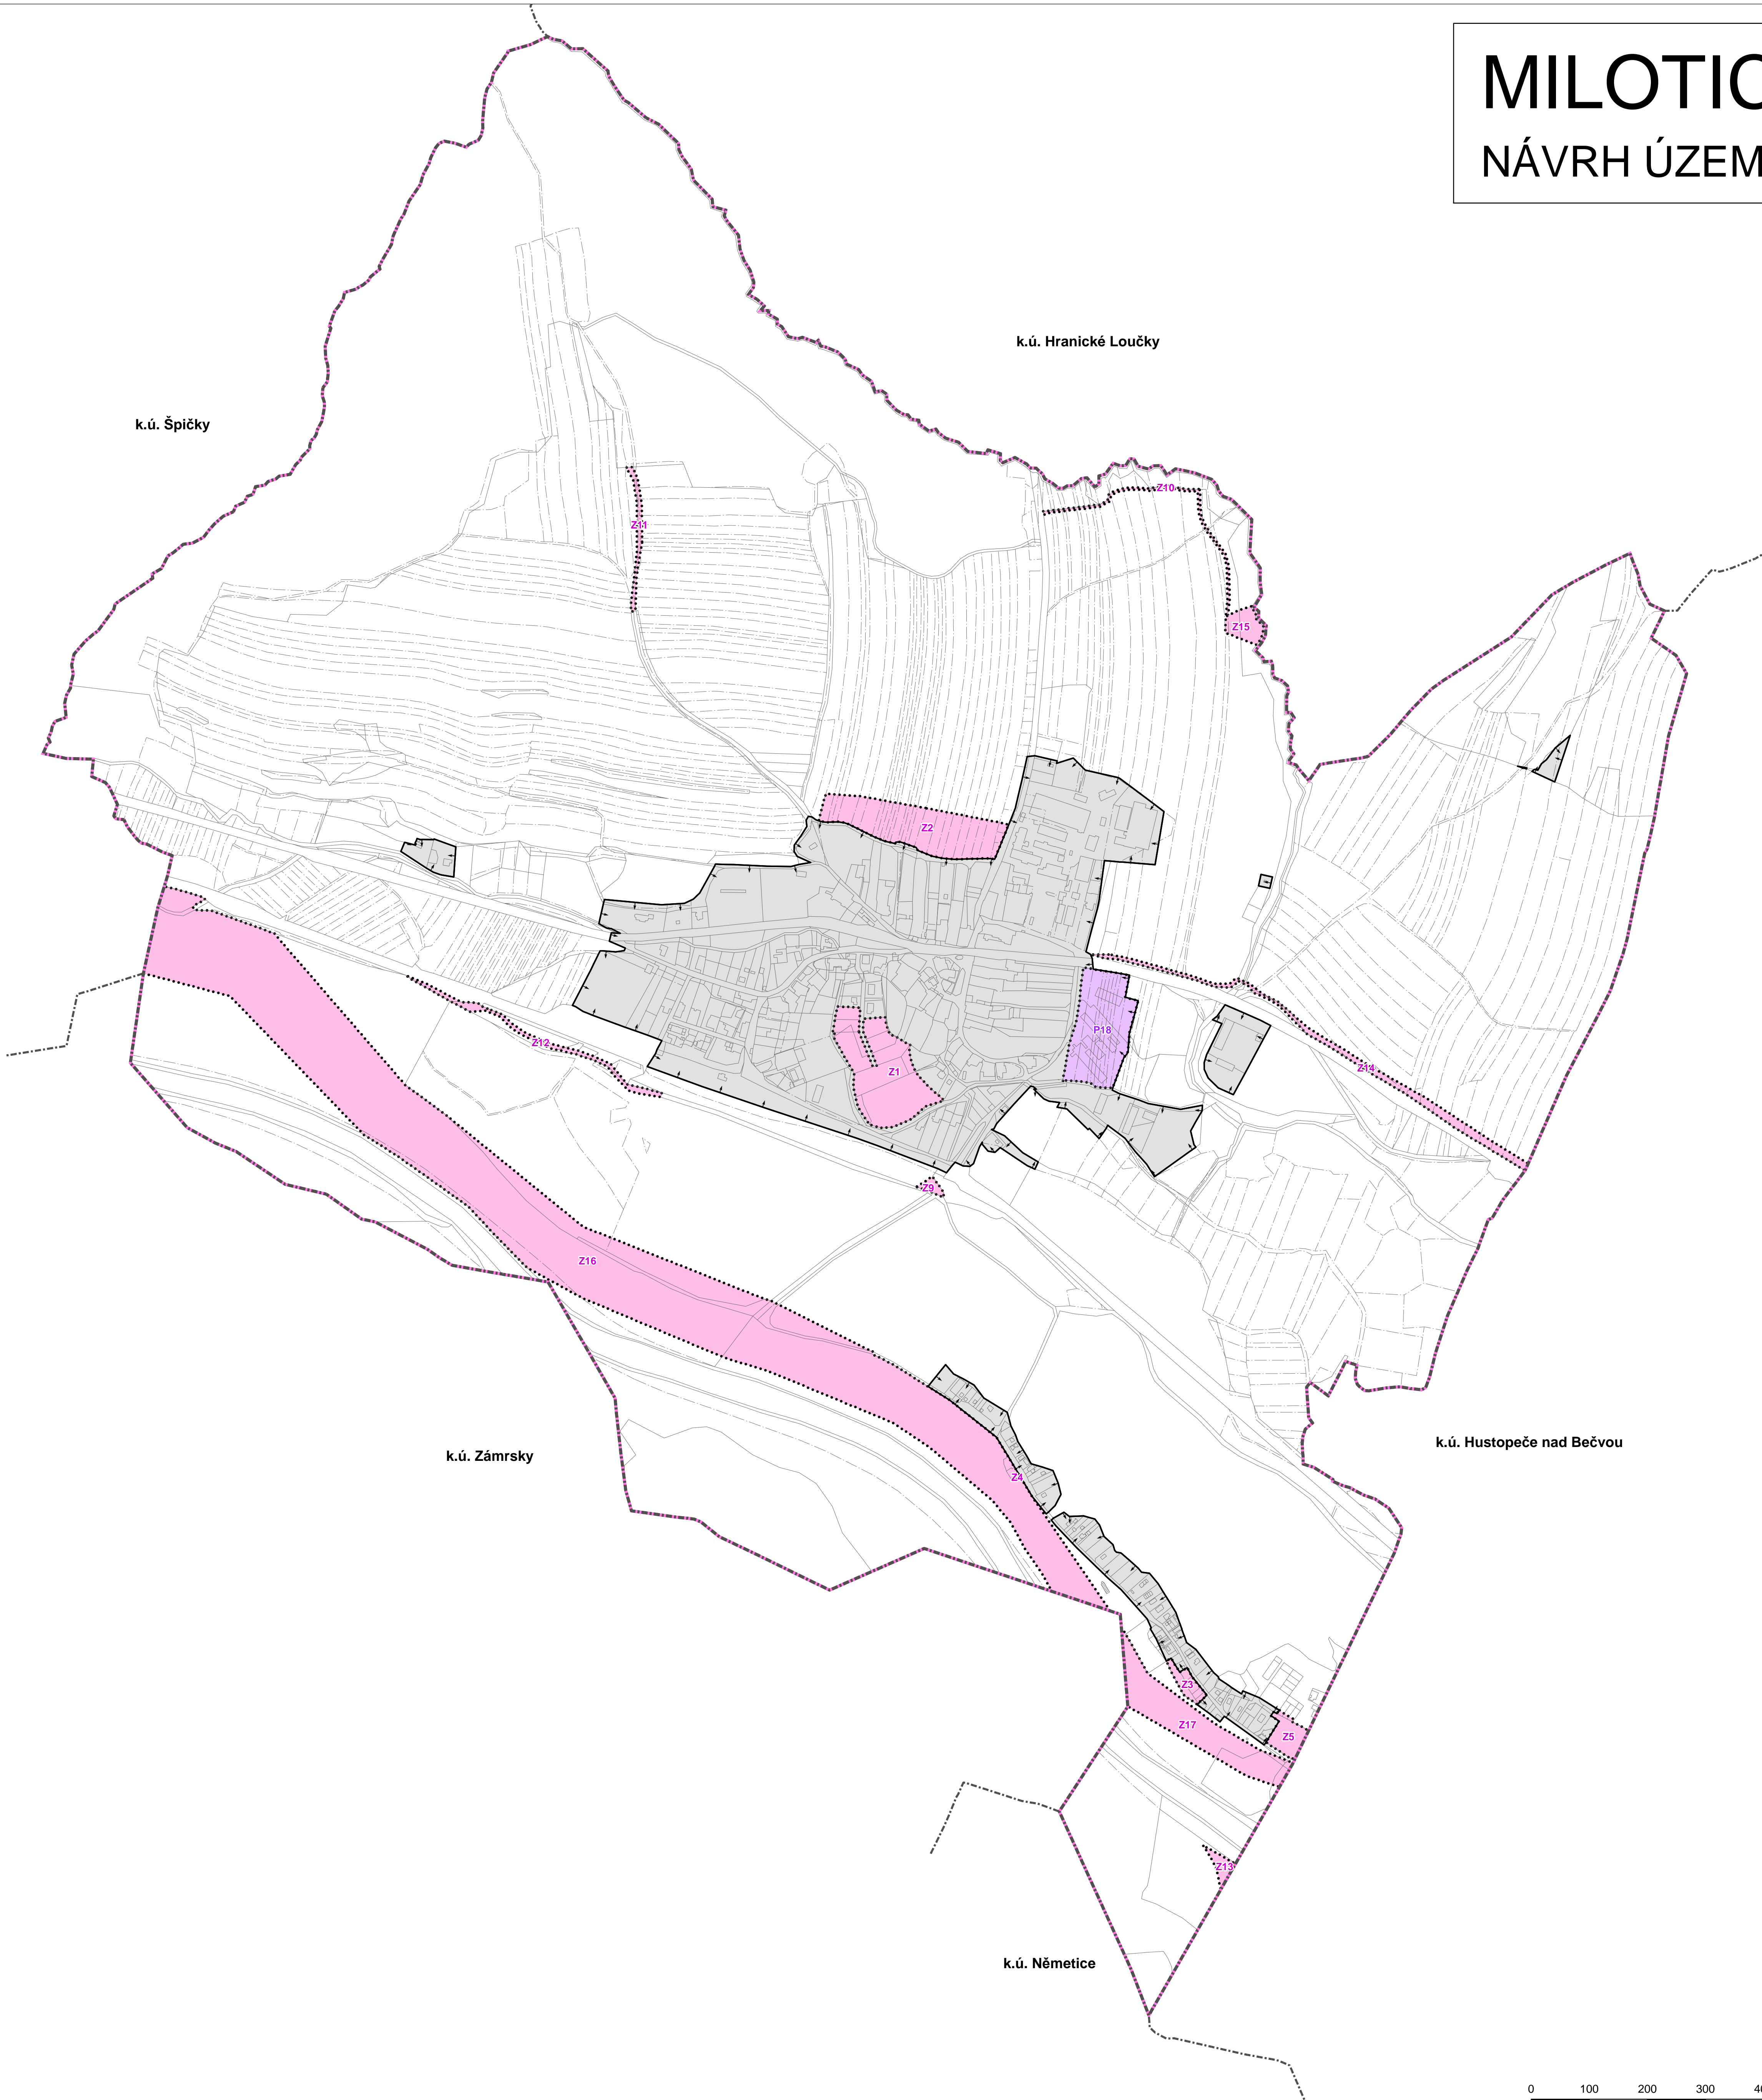 MILOTIC
NÁVRH ÚZEM
k.ú. Hranické Loučky
k.ú. Špičky
Z10
Z11
Z15
Z2
P18
Z12
Z1
Z14
Z9
Z16
k.ú. Hustopeče nad Bečvou
k.ú. Zámrsky
Z4
Z3
Z17
Z5
Z13
k.ú. Němetice
0 100 200 300 40